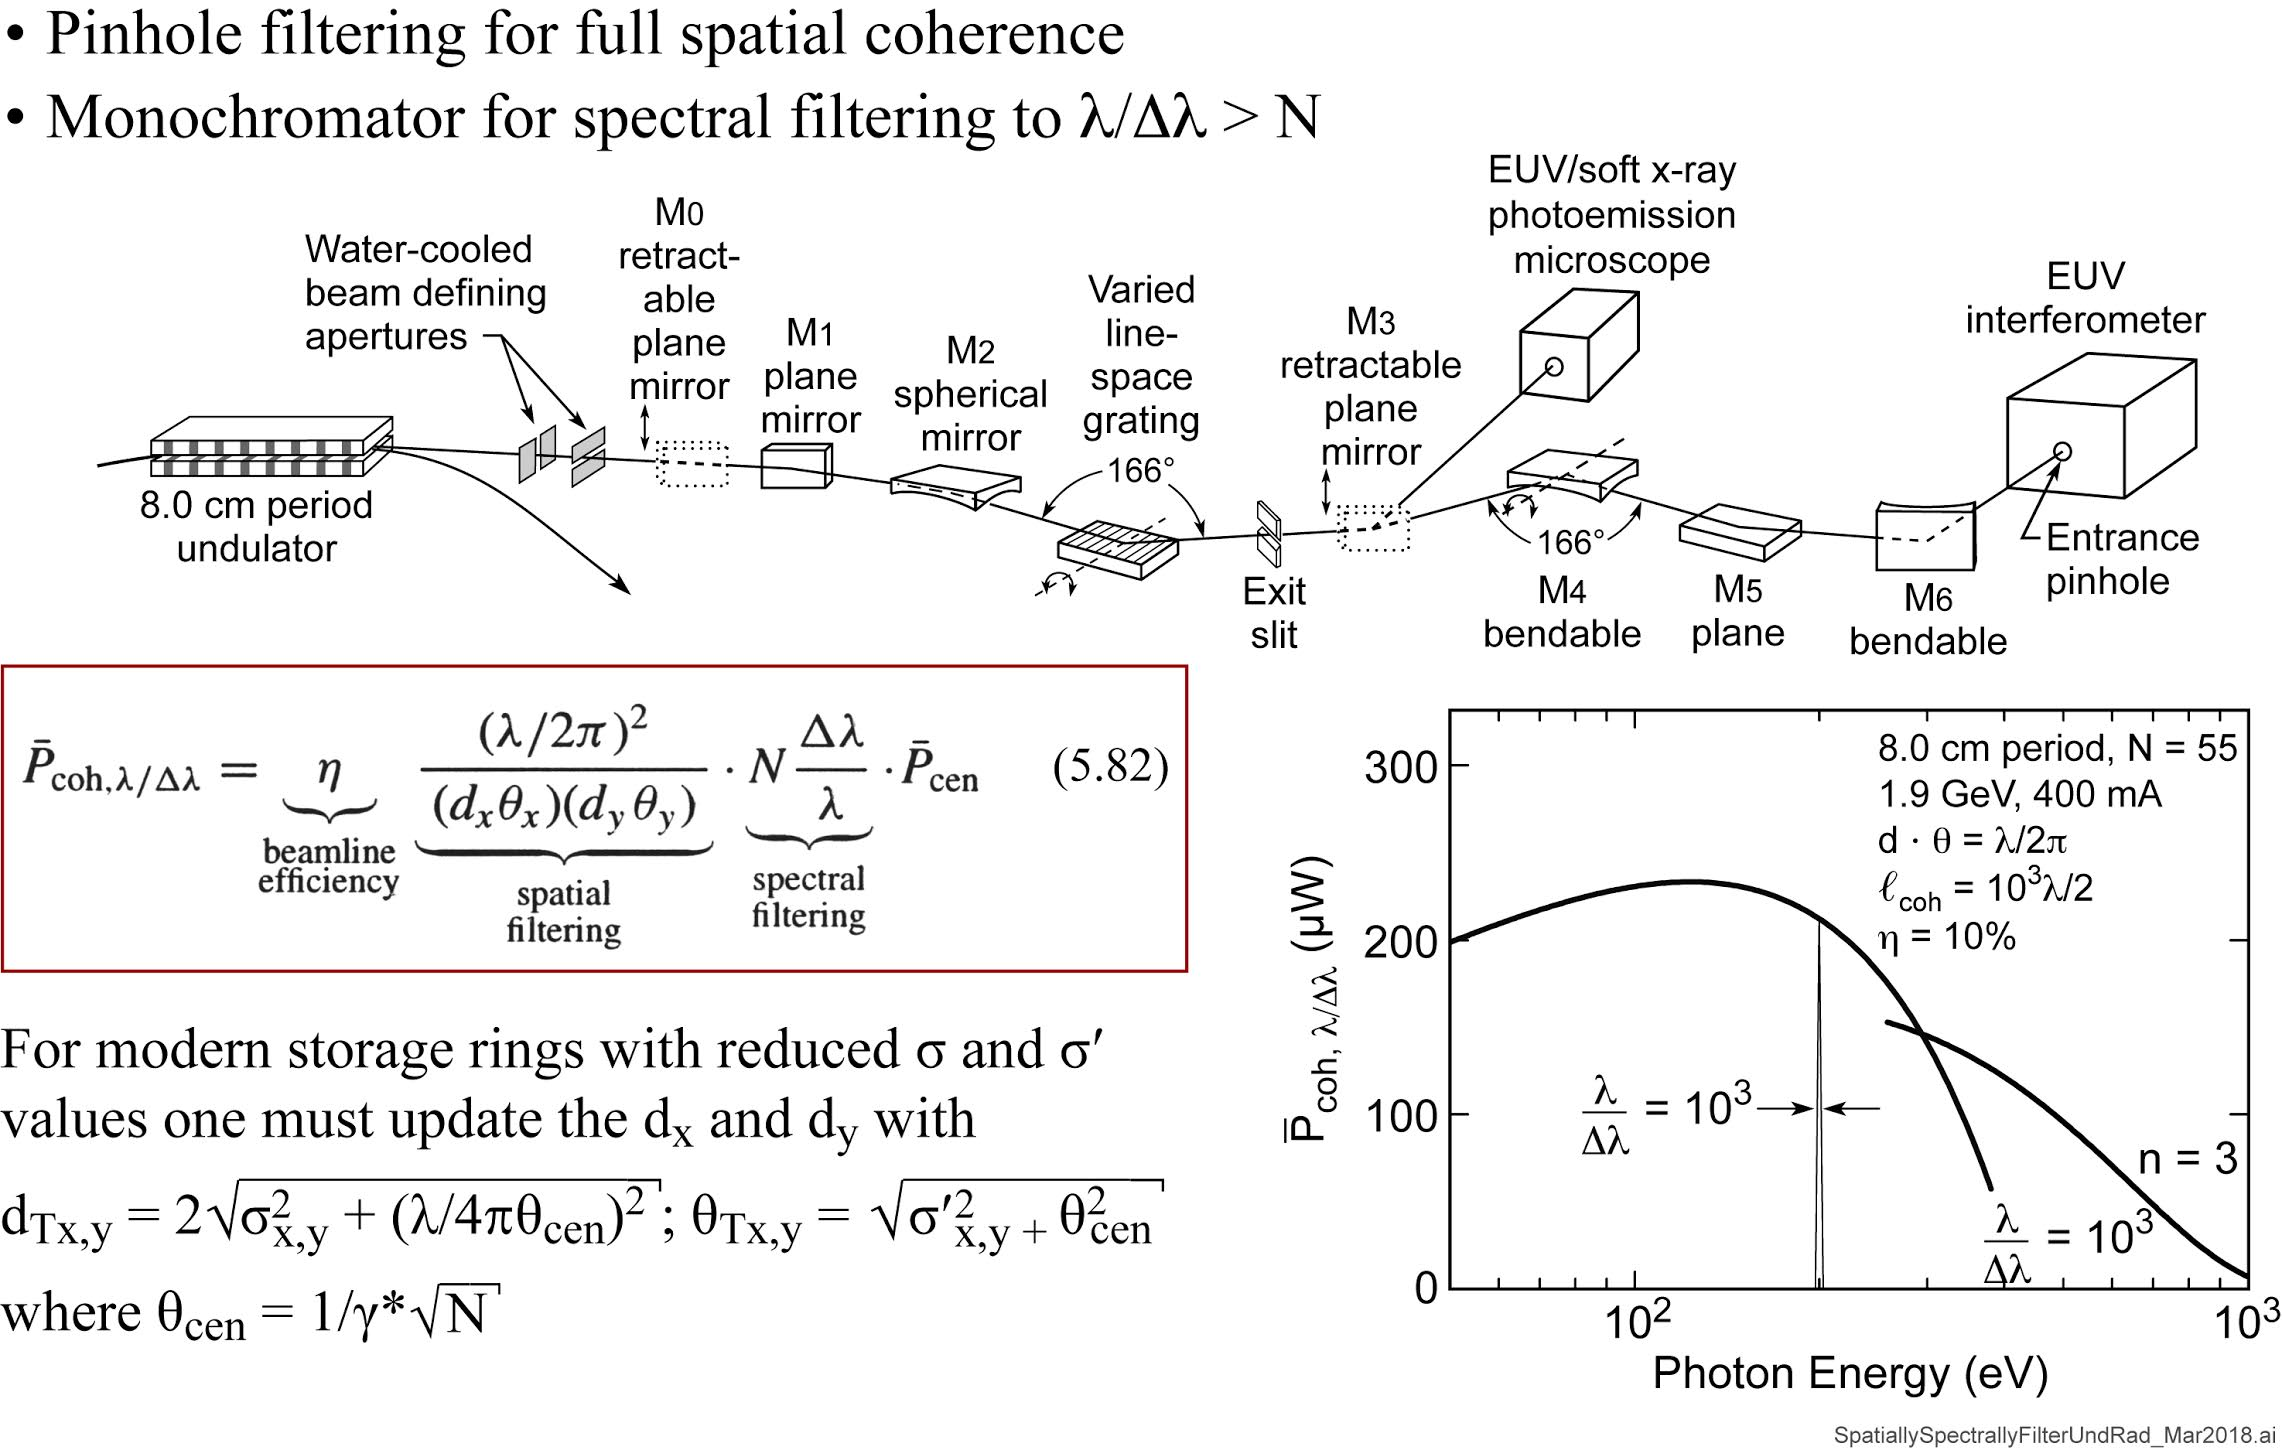 • Pinhole filtering for full spatial coherence
• Monochromator for spectral filtering to λ/Δλ > N
Water-cooled
beam defining
apertures
8.0 cm period
undulator
M0
retract-
able
plane
mirror
M1
plane
mirror
M2
spherical
mirror
Varied
line-
space
grating
166°
Exit
slit
M3
retractable
plane
mirror
EUV/soft x-ray
photoemission
microscope
166°
M4
bendable
M5
plane
M6
bendable
EUV
interferometer
Entrance
pinhole
P̄coh,λ/Δλ = η (λ/2π)² / (dxθx)(dyθy) · N Δλ/λ · P̄cen (5.82)
beamline
efficiency
spatial
filtering
spectral
filtering
For modern storage rings with reduced σ and σ′
values one must update the dx and dy with
dTx,y = 2√σ²x,y + (λ/4πθcen)² ; θTx,y = √σ′²x,y + θ²cen
where θcen = 1/γ*√N
P̄coh, λ/Δλ (μW)
300
200
100
0
8.0 cm period, N = 55
1.9 GeV, 400 mA
d · θ = λ/2π
ℓcoh = 10³λ/2
η = 10%
λ/Δλ = 10³
n = 3
λ/Δλ = 10³
10² 10³
Photon Energy (eV)
SpatiallySpectrallyFilterUndRad_Mar2018.ai